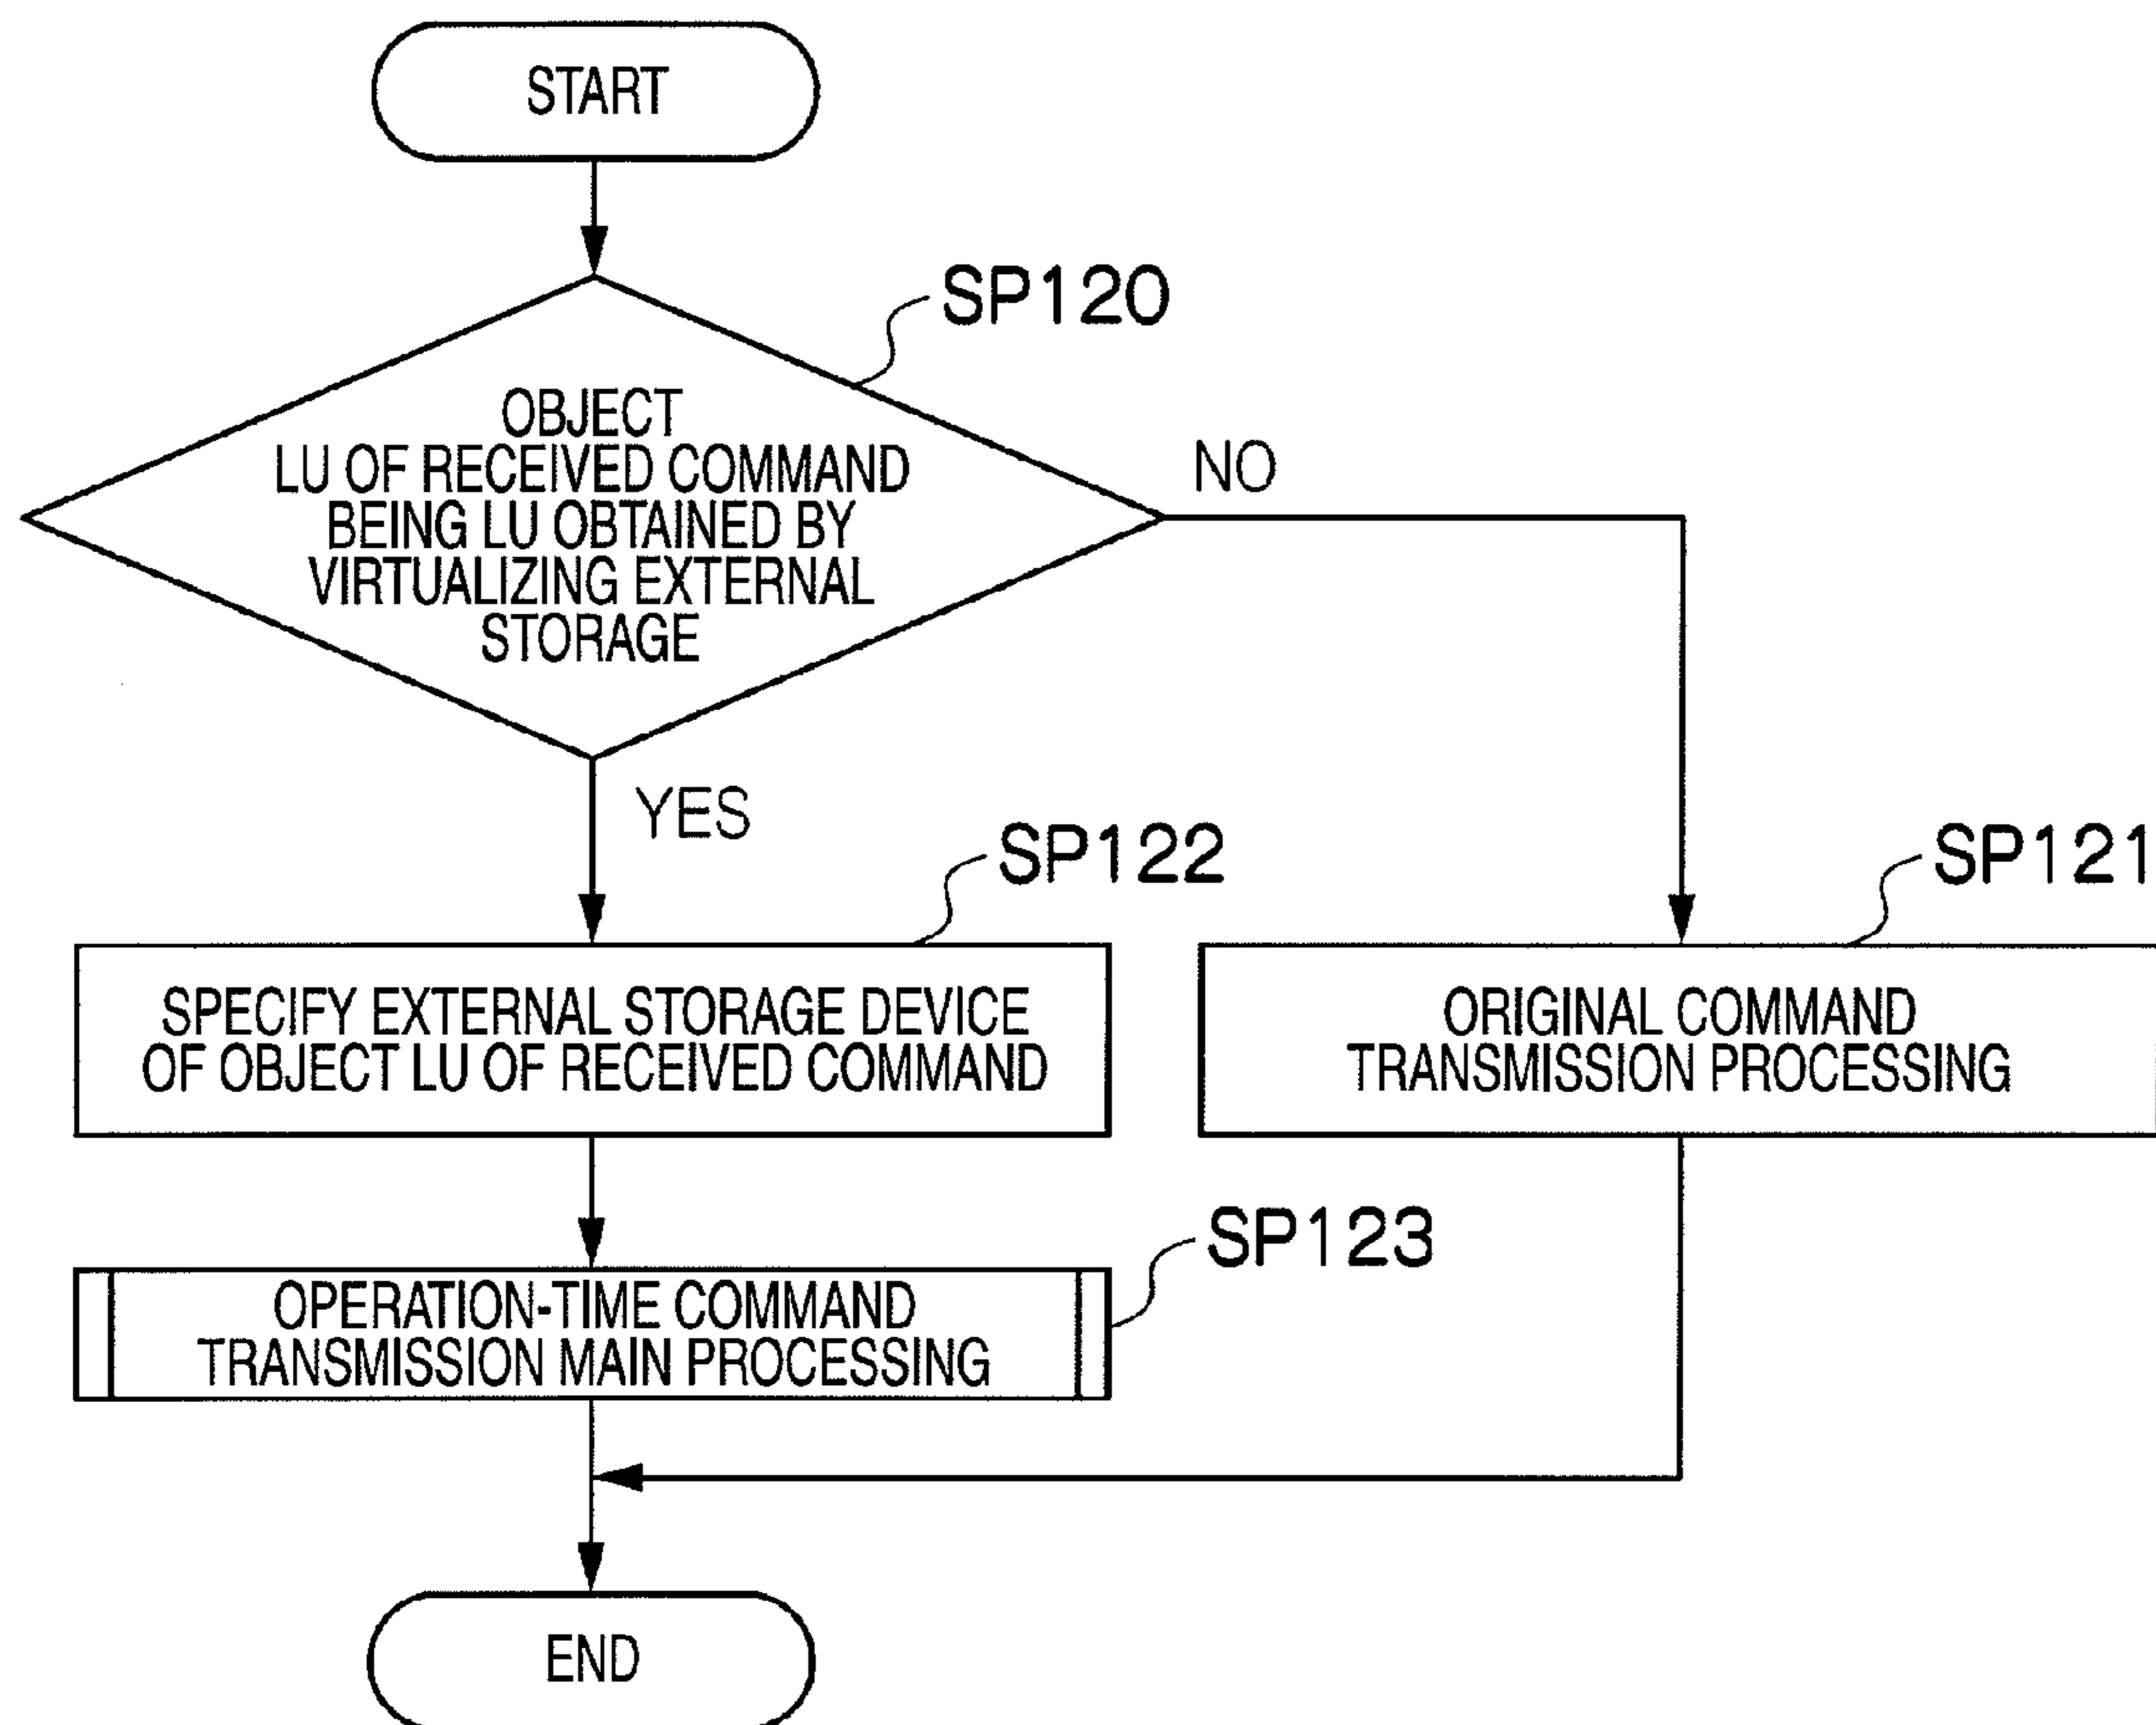 START
SP120
OBJECT
LU OF RECEIVED COMMAND
BEING LU OBTAINED BY
VIRTUALIZING EXTERNAL
STORAGE
NO
YES
SP122
SP121
SPECIFY EXTERNAL STORAGE DEVICE
OF OBJECT LU OF RECEIVED COMMAND
ORIGINAL COMMAND
TRANSMISSION PROCESSING
SP123
OPERATION-TIME COMMAND
TRANSMISSION MAIN PROCESSING
END